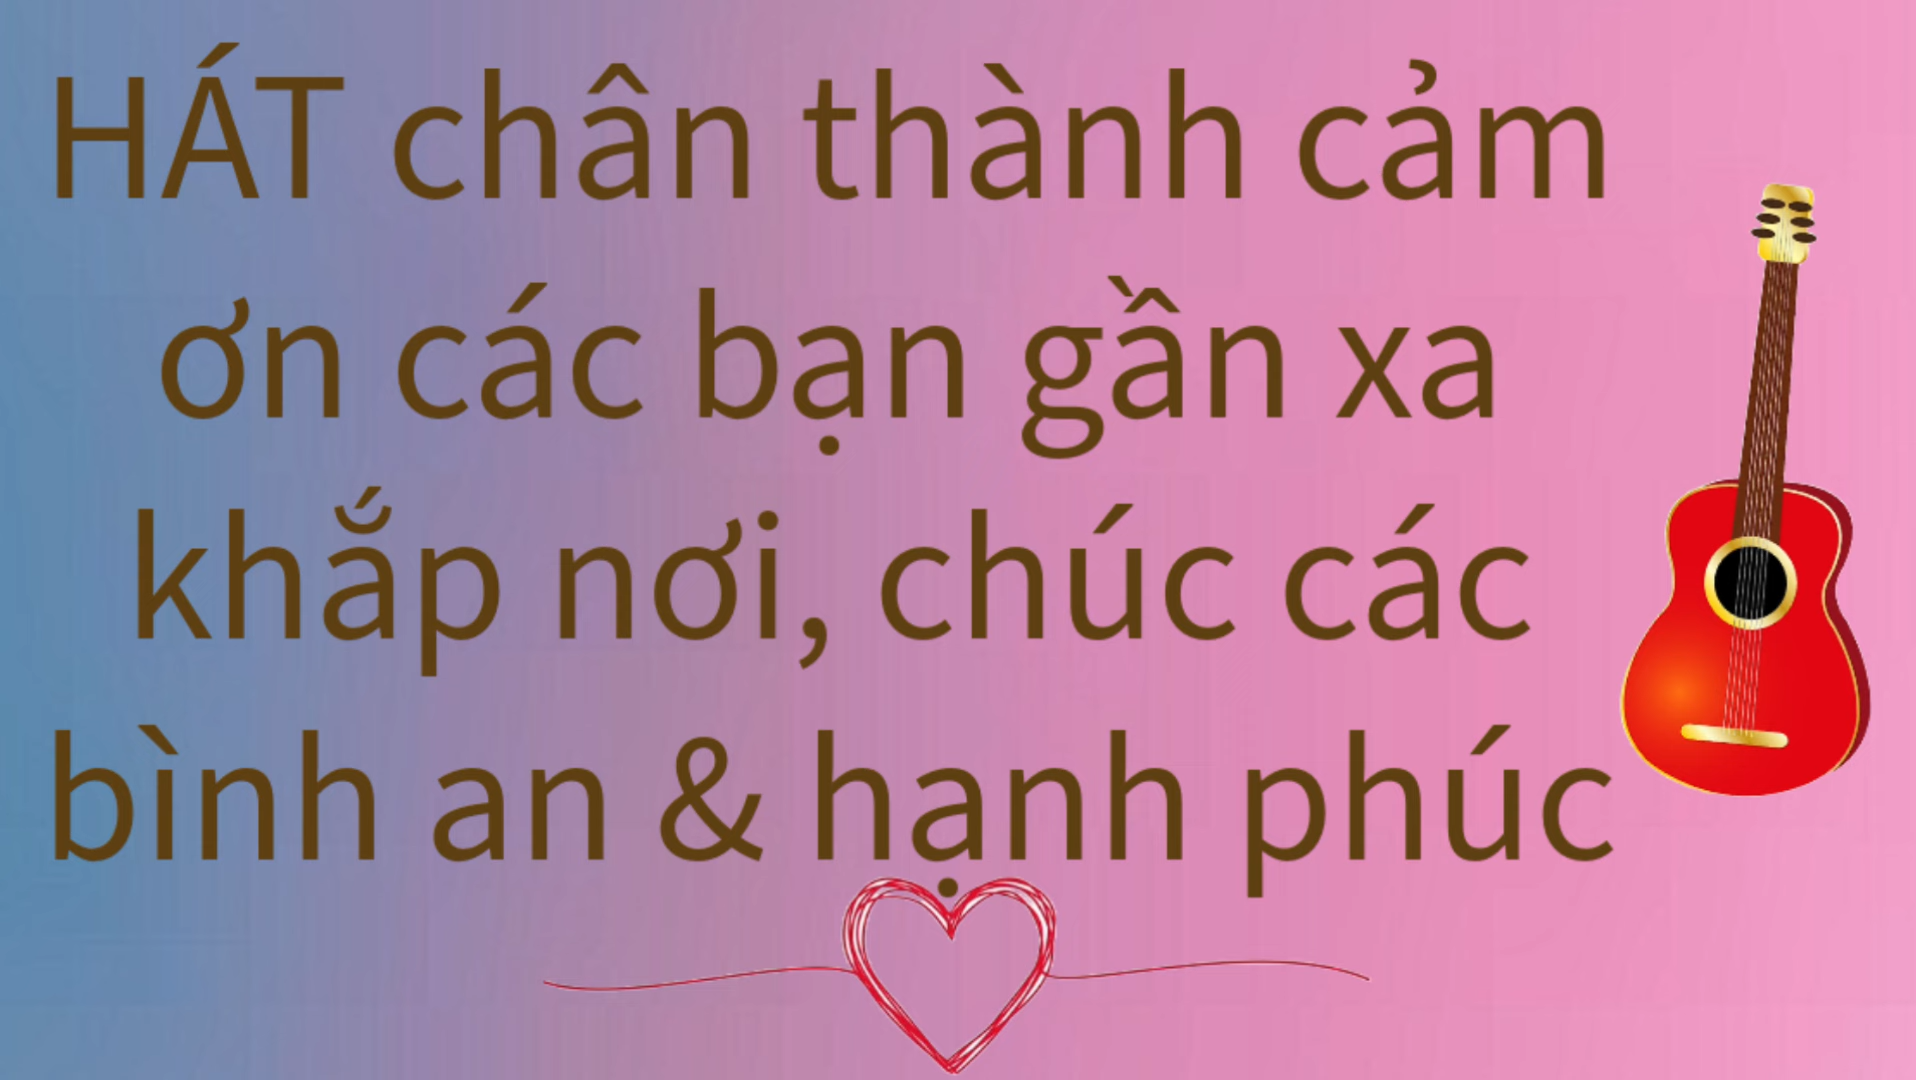 HÁT chân thành cảm
ơn các bạn gần xa
khắp nơi, chúc các
bình an & hạnh phúc